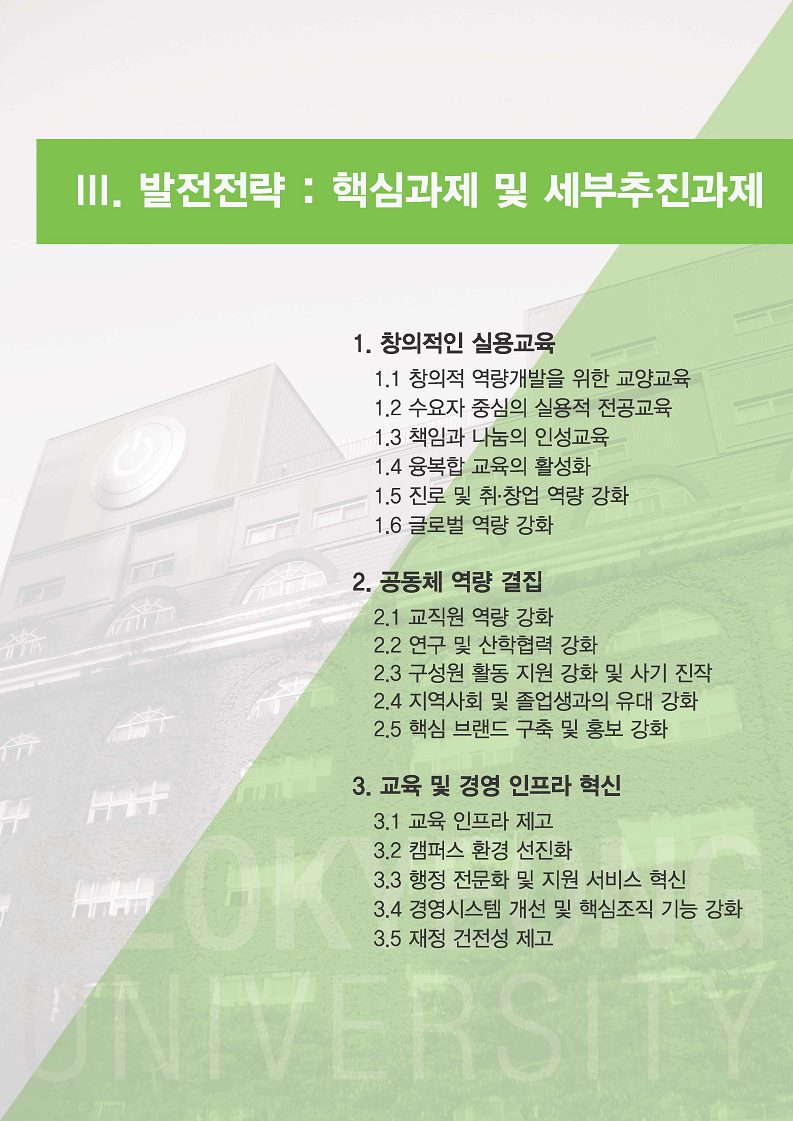 III. 발전전략 : 핵심과제 및 세부추진과제
1. 창의적인 실용교육
1.1 창의적 역량개발을 위한 교양교육
1.2 수요자 중심의 실용적 전공교육
1.3 책임과 나눔의 인성교육
1.4 융복합 교육의 활성화
1.5 진로 및 취·창업 역량 강화
1.6 글로벌 역량 강화
2. 공동체 역량 결집
2.1 교직원 역량 강화
2.2 연구 및 산학협력 강화
2.3 구성원 활동 지원 강화 및 사기 진작
2.4 지역사회 및 졸업생과의 유대 강화
2.5 핵심 브랜드 구축 및 홍보 강화
3. 교육 및 경영 인프라 혁신
3.1 교육 인프라 제고
3.2 캠퍼스 환경 선진화
3.3 행정 전문화 및 지원 서비스 혁신
3.4 경영시스템 개선 및 핵심조직 기능 강화
3.5 재정 건전성 제고
SEOKYEONG
UNIVERSITY